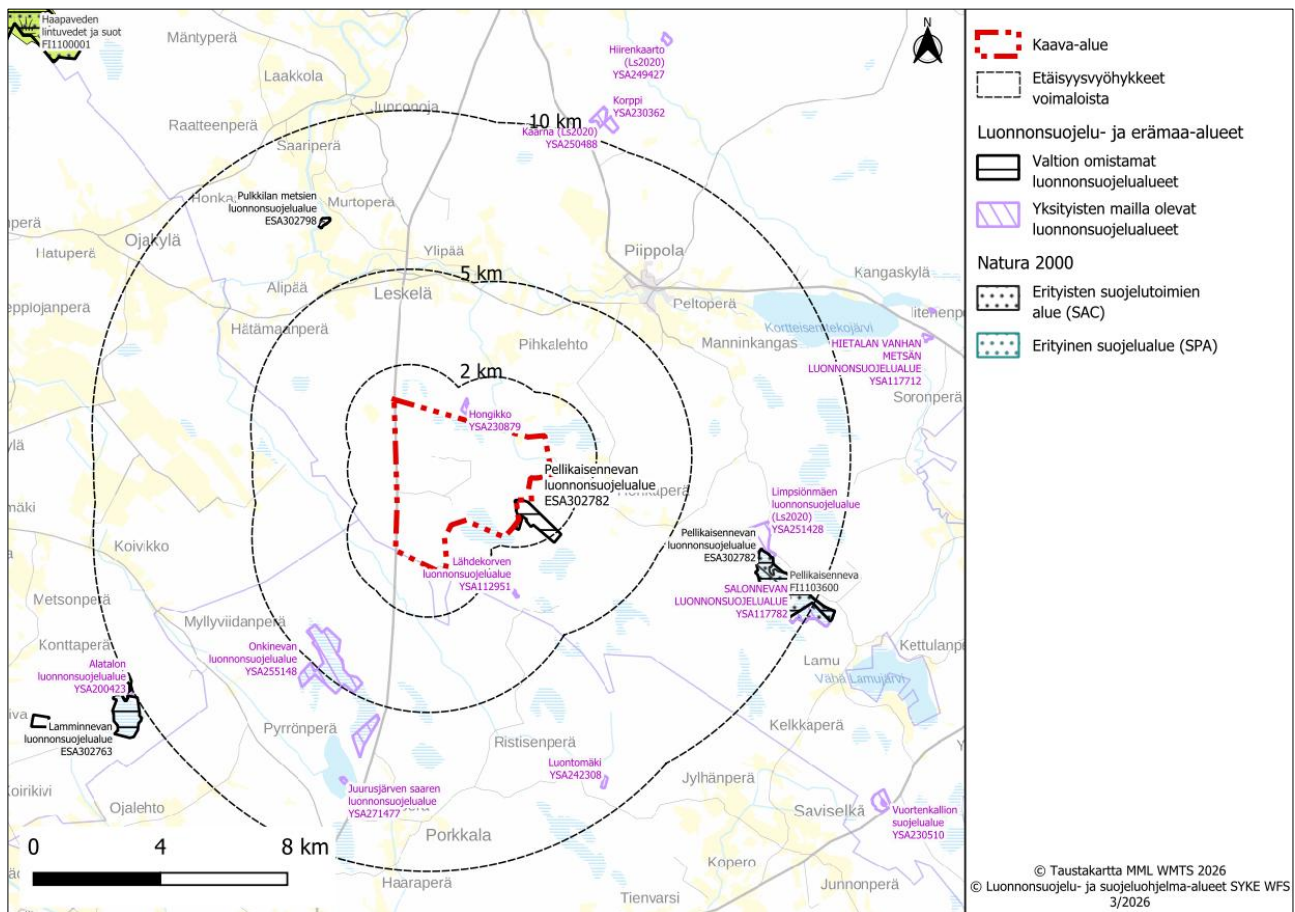 Haapaveden
lintuvedet ja suot
FI1100001
Mäntyperä
Laakkola
Junnonoja
Raatteenperä
Saariperä
10 km
Hiirenkaarto
(Ls2020)
YSA249427
Korppi
YSA230362
Kaarna (Ls2020)
YSA250488
N
Pulkkilan metsien
luonnonsuojelualue
ESA302798
Murtoperä
Ojakylä
Hatuperä
Ylipää
Piippola
Kangaskylä
5 km
Alipää
Leskelä
Peltoperä
Hätämaanperä
Kortteisentekojärvi
Pihkalehto
Manninkangas
HIETALAN VANHAN
METSÄN
LUONNONSUOJELUALUE
YSA117712
Soronperä
2 km
Hongikko
YSA230879
Pellikaisennevan
luonnonsuojelualue
ESA302782
Limpsiönmäen
luonnonsuojelualue
(Ls2020)
YSA251428
Pellikaisennevan
luonnonsuojelualue
ESA302782
Pellikaisenneva
FI1103600
Koivikko
Lähdekorven
luonnonsuojelualue
YSA112951
SALONNEVAN
LUONNONSUOJELUALUE
YSA117782
Metsonperä
Myllyviidanperä
Konttaperä
Onkinevan
luonnonsuojelualue
YSA255148
Lamu
Vähä Lamujärvi
Alatalon
luonnonsuojelualue
YSA200423
Lamminnevan
luonnonsuojelualue
ESA302763
Pyrrönperä
Ristisenperä
Kelkkaperä
Luontomäki
YSA242308
Jylhänperä
Juurusjärven saaren
luonnonsuojelualue
YSA271477
Ojalehto
Saviselkä
Vuortenkallion
suojelualue
YSA230510
Porkkala
Kopero
Haaraperä
Tienvarsi
Junnonperä
0 4 8 km
Kaava-alue
Etäisyysvyöhykkeet
voimaloista
Luonnonsuojelu- ja erämaa-alueet
Valtion omistamat
luonnonsuojelualueet
Yksityisten mailla olevat
luonnonsuojelualueet
Natura 2000
Erityisten suojelutoimien
alue (SAC)
Erityinen suojelualue (SPA)
© Taustakartta MML WMTS 2026
© Luonnonsuojelu- ja suojeluohjelma-alueet SYKE WFS
3/2026